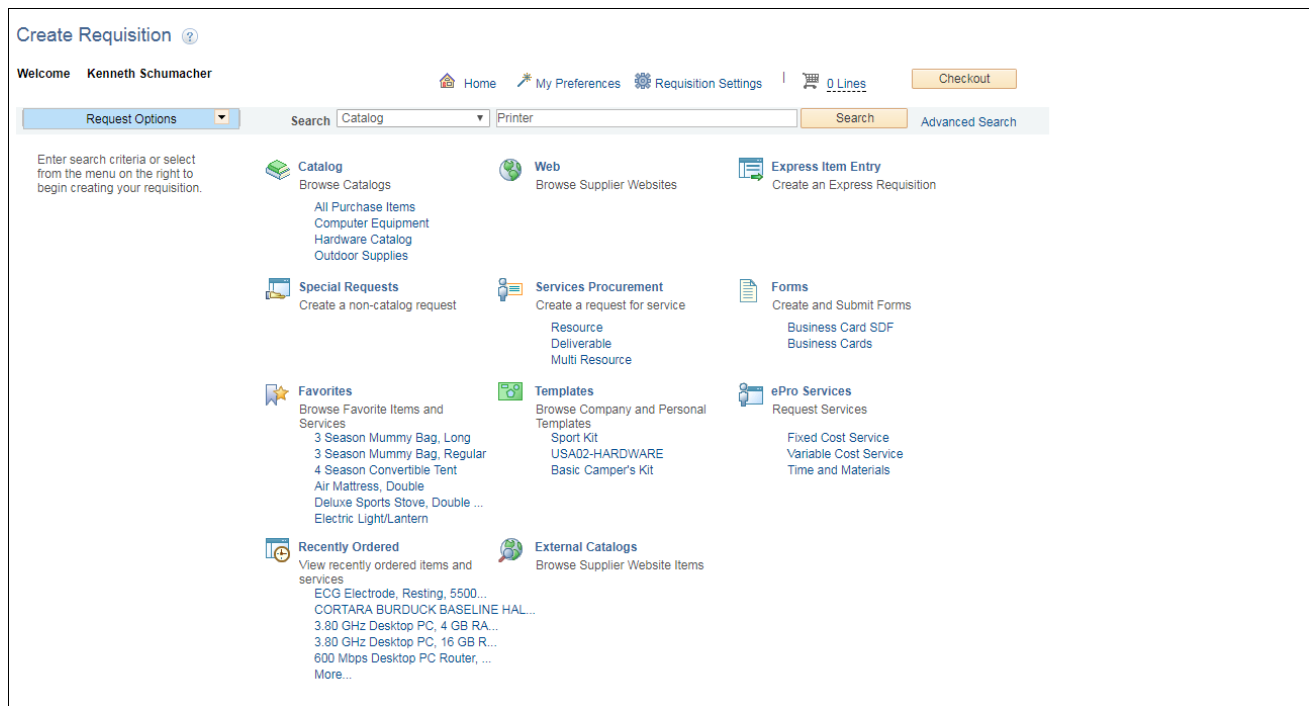 Create Requisition ?
Welcome Kenneth Schumacher
Home My Preferences Requisition Settings | 0 Lines Checkout
Request Options Search Catalog Printer Search Advanced Search
Enter search criteria or select
from the menu on the right to
begin creating your requisition.
Catalog
Browse Catalogs
All Purchase Items
Computer Equipment
Hardware Catalog
Outdoor Supplies
Web
Browse Supplier Websites
Express Item Entry
Create an Express Requisition
Special Requests
Create a non-catalog request
Services Procurement
Create a request for service
Resource
Deliverable
Multi Resource
Forms
Create and Submit Forms
Business Card SDF
Business Cards
Favorites
Browse Favorite Items and
Services
3 Season Mummy Bag, Long
3 Season Mummy Bag, Regular
4 Season Convertible Tent
Air Mattress, Double
Deluxe Sports Stove, Double ...
Electric Light/Lantern
Templates
Browse Company and Personal
Templates
Sport Kit
USA02-HARDWARE
Basic Camper's Kit
ePro Services
Request Services
Fixed Cost Service
Variable Cost Service
Time and Materials
Recently Ordered
View recently ordered items and
services
ECG Electrode, Resting, 5500...
CORTARA BURDUCK BASELINE HAL...
3.80 GHz Desktop PC, 4 GB RA...
3.80 GHz Desktop PC, 16 GB R...
600 Mbps Desktop PC Router, ...
More...
External Catalogs
Browse Supplier Website Items